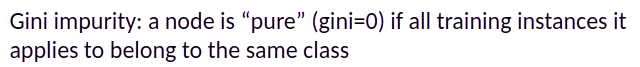 Gini impurity: a node is “pure” (gini=0) if all training instances it
applies to belong to the same class